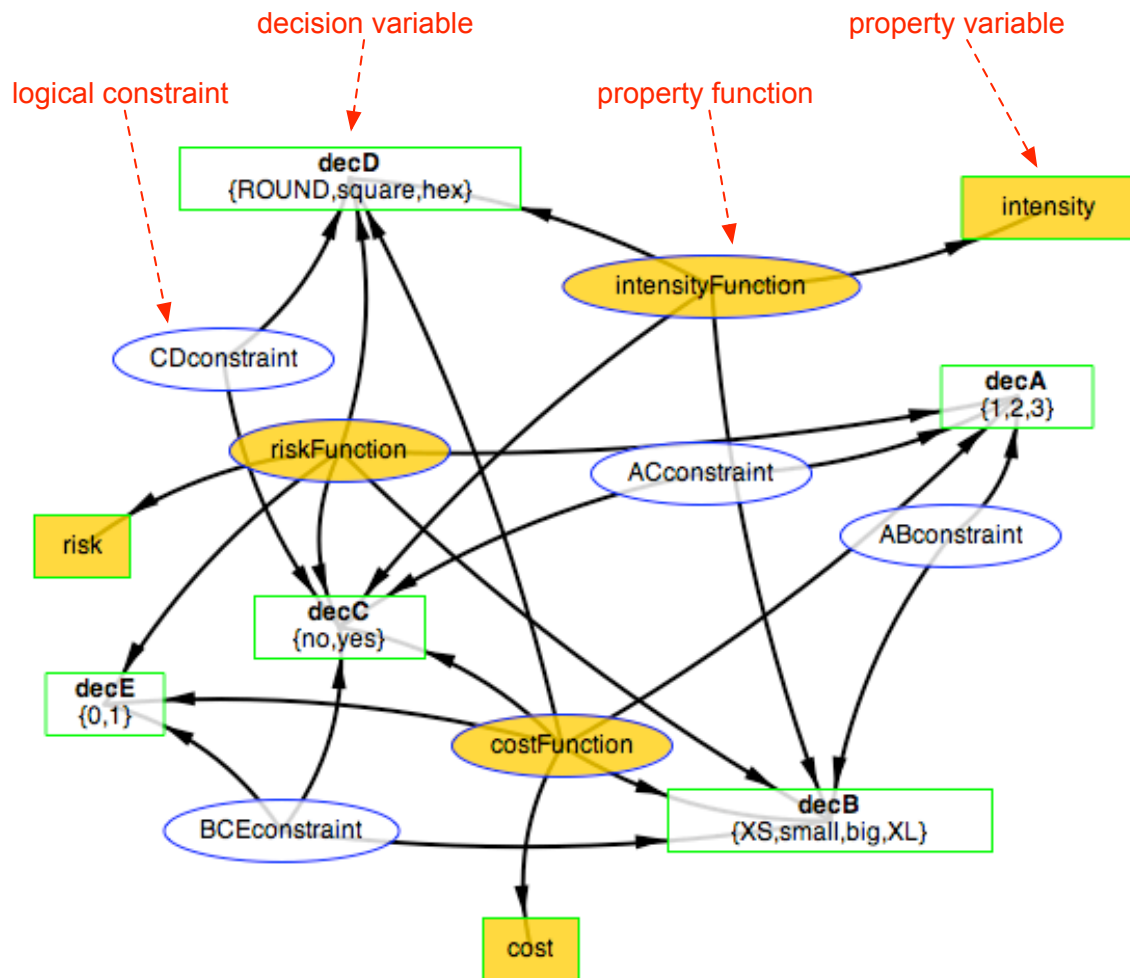 decision variable
property variable
logical constraint
property function
decD
{ROUND,square,hex}
intensity
intensityFunction
CDconstraint
decA
{1,2,3}
riskFunction
ACconstraint
ABconstraint
risk
decC
{no,yes}
decE
{0,1}
costFunction
decB
{XS,small,big,XL}
BCEconstraint
cost